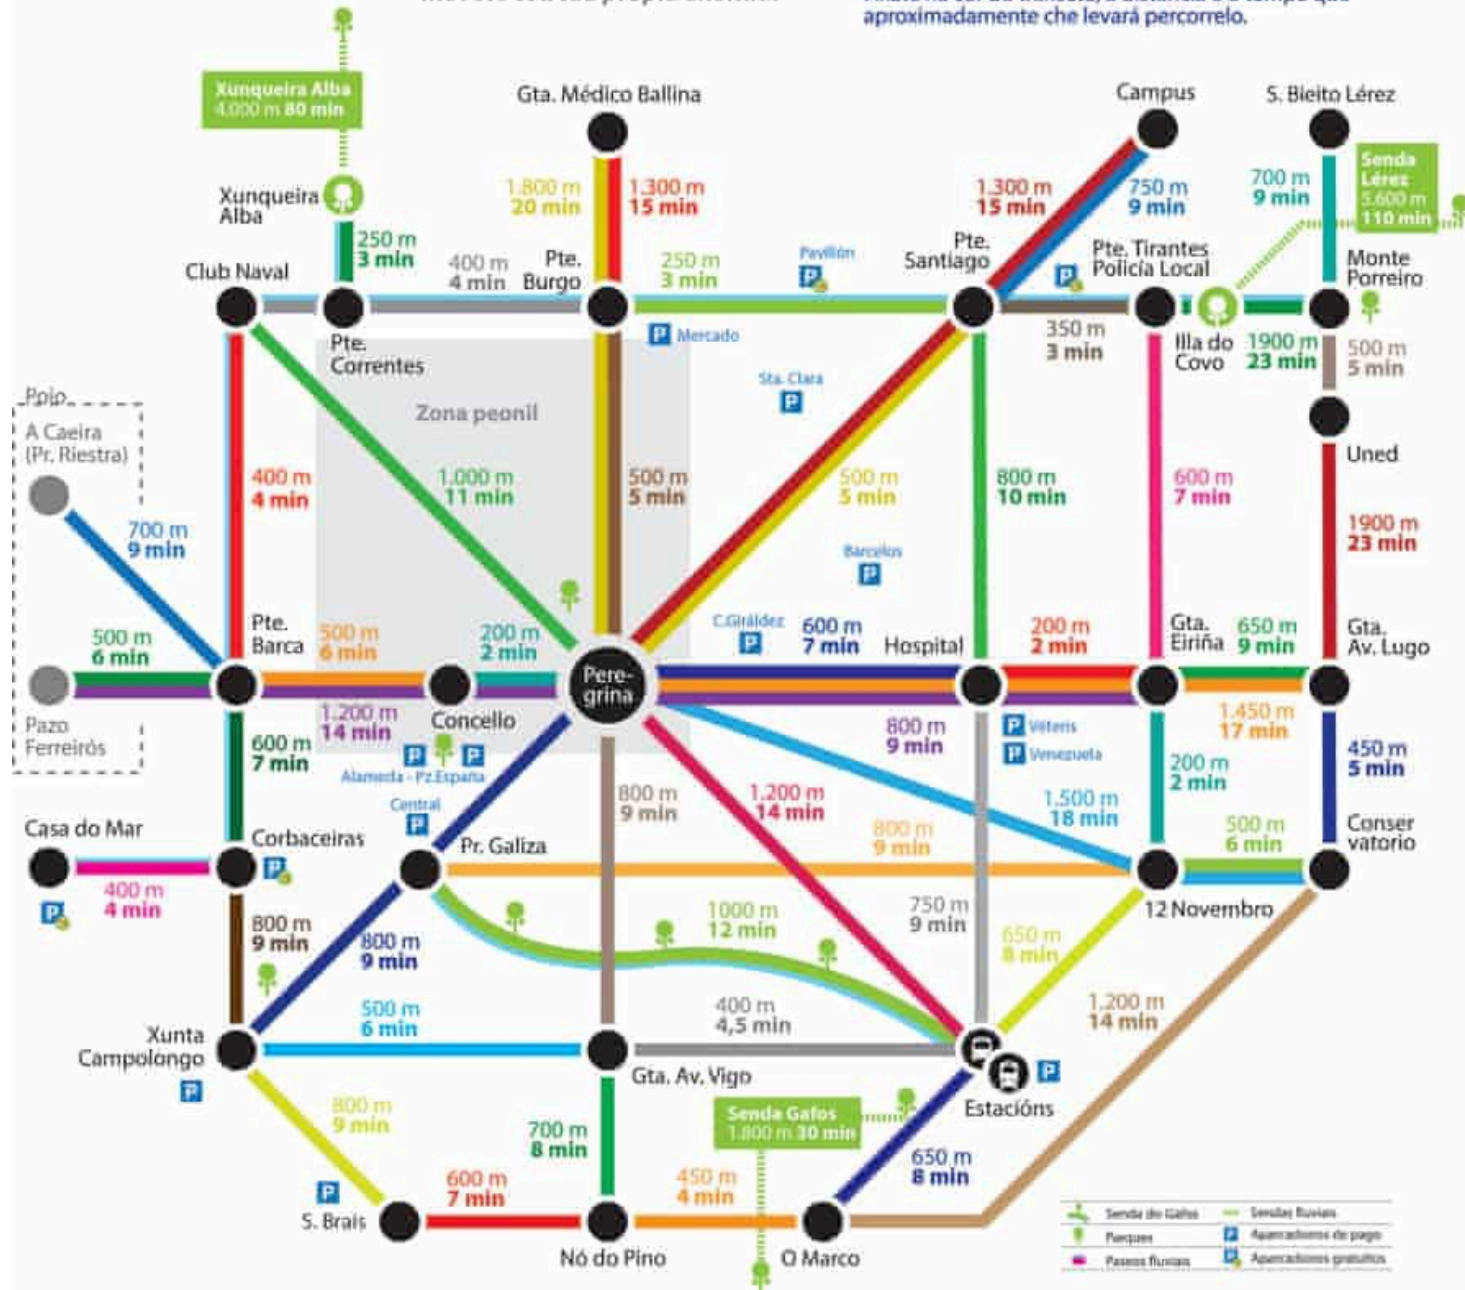 aproximadamente che levará percorrelo.
Xunqueira Alba
4.000 m 80 min
Gta. Médico Ballina
Campus
S. Bieito Lérez
Senda
Lérez
5.600 m
110 min
Xunqueira
Alba
1.800 m
20 min
1.300 m
15 min
1.300 m
15 min
750 m
9 min
700 m
9 min
250 m
3 min
Club Naval
400 m
4 min
Pte.
Burgo
250 m
3 min
Pavillón
Pte.
Santiago
Pte. Tirantes
Policía Local
Monte
Porreiro
Pte.
Correntes
P Mercado
350 m
3 min
Illa do
Covo
1900 m
23 min
500 m
5 min
Poio
A Caeira
(Pr. Riestra)
Zona peonil
Sta. Clara
P
Uned
700 m
9 min
400 m
4 min
1.000 m
11 min
500 m
5 min
500 m
5 min
800 m
10 min
600 m
7 min
1900 m
23 min
Barcelos
P
500 m
6 min
Pte.
Barca
500 m
6 min
200 m
2 min
C.Giráldez
P
600 m
7 min
Hospital
200 m
2 min
Gta.
Eiriña
650 m
9 min
Gta.
Av. Lugo
Pere-
grina
Pazo
Ferreirós
1.200 m
14 min
Concello
800 m
9 min
P Véteris
P Venezuela
1.450 m
17 min
600 m
7 min
P P
Alameda - Pz.España
Central
P
800 m
9 min
1.200 m
14 min
1.500 m
18 min
200 m
2 min
450 m
5 min
Casa do Mar
Corbaceiras
P
Pr. Galiza
800 m
9 min
500 m
6 min
Conser
vatorio
400 m
4 min
P
12 Novembro
800 m
9 min
800 m
9 min
1000 m
12 min
750 m
9 min
650 m
8 min
1.200 m
14 min
Xunta
Campolongo
P
500 m
6 min
400 m
4,5 min
Gta. Av. Vigo
P
Estacións
800 m
9 min
700 m
8 min
Senda Gafos
1.800 m 30 min
650 m
8 min
P
S. Brais
600 m
7 min
450 m
4 min
Nó do Pino
O Marco
Senda do Gafos
Sendas fluviais
Parques
P Aparcadoiros de pago
Paseos fluviais
P Aparcadoiros gratuítos